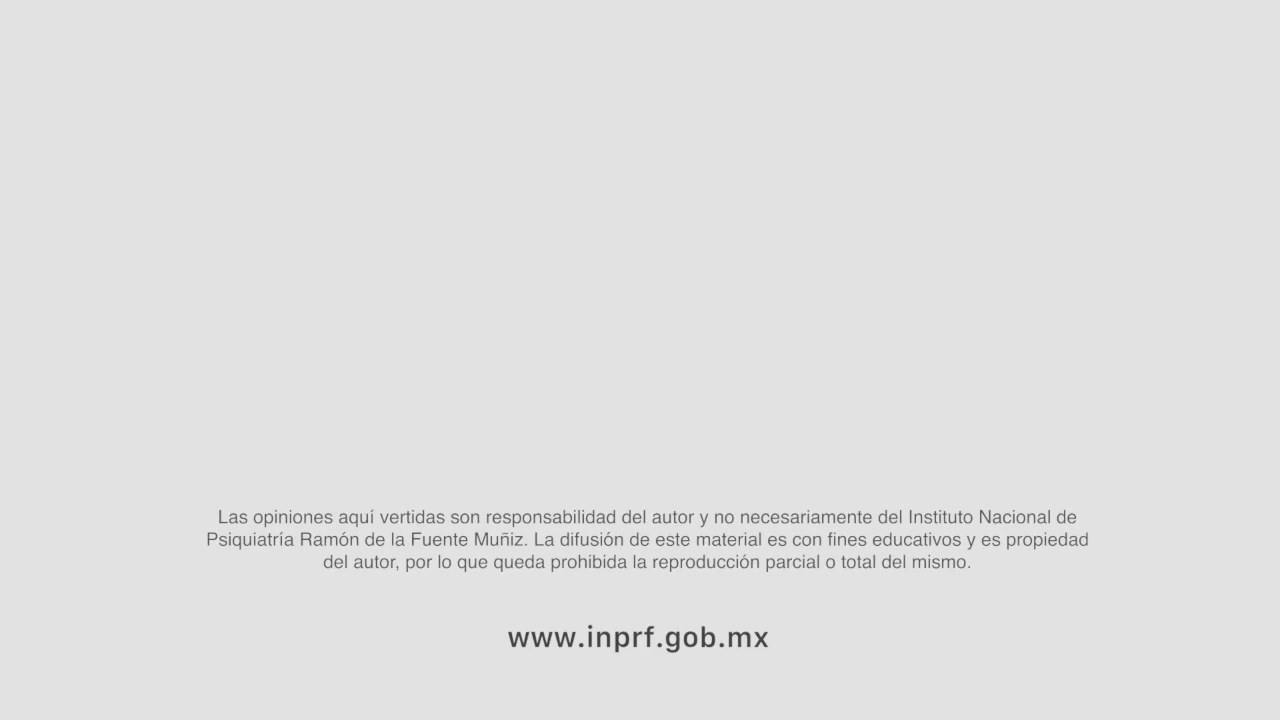 Las opiniones aquí vertidas son responsabilidad del autor y no necesariamente del Instituto Nacional de
Psiquiatría Ramón de la Fuente Muñiz. La difusión de este material es con fines educativos y es propiedad
del autor, por lo que queda prohibida la reproducción parcial o total del mismo.
www.inprf.gob.mx